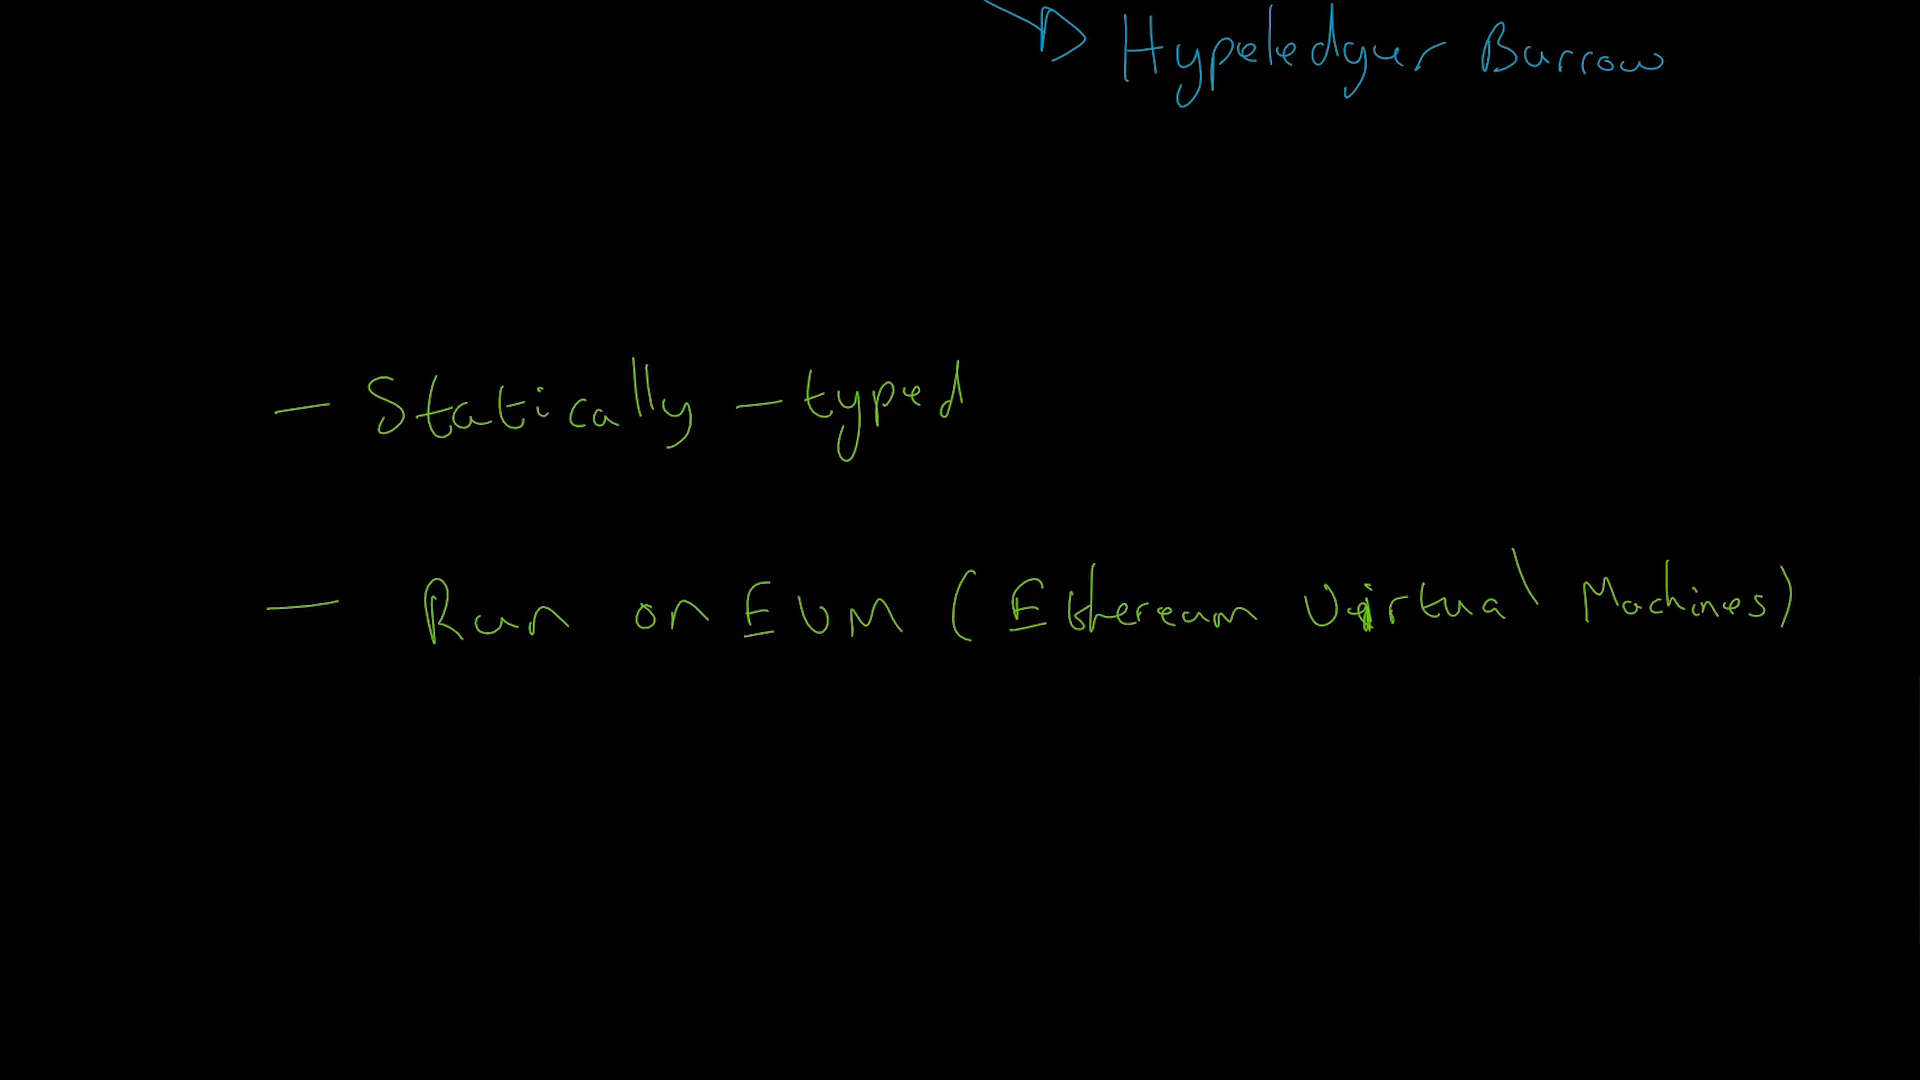 Hypeledger Burrow
- Statically-typed
- Run on EVM (Ethereum Virtual Machines)